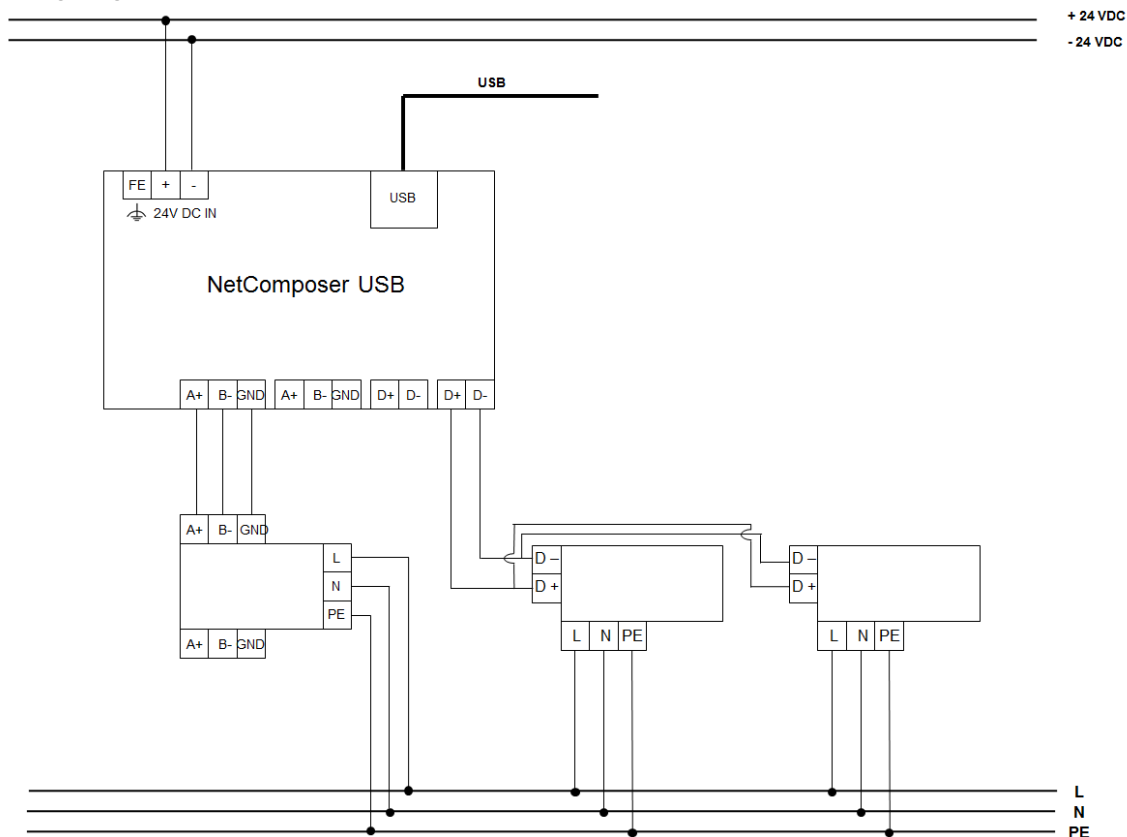 + 24 VDC
- 24 VDC
USB
FE + -
24V DC IN
USB
NetComposer USB
A+ B- GND A+ B- GND D+ D- D+ D-
A+ B- GND
L
N
PE
A+ B- GND
D –
D +
L N PE
D –
D +
L N PE
L
N
PE